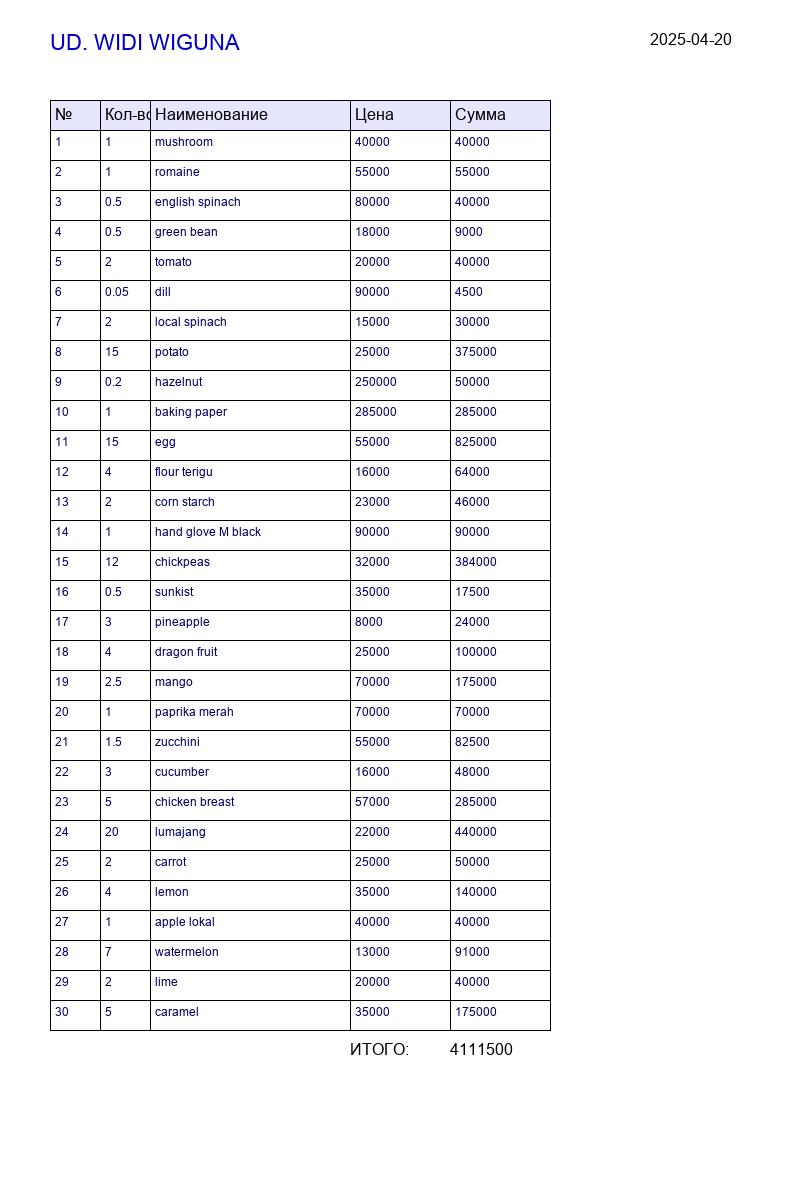 UD. WIDI WIGUNA 2025-04-20
№ Кол-во Наименование Цена Сумма
1 1 mushroom 40000 40000
2 1 romaine 55000 55000
3 0.5 english spinach 80000 40000
4 0.5 green bean 18000 9000
5 2 tomato 20000 40000
6 0.05 dill 90000 4500
7 2 local spinach 15000 30000
8 15 potato 25000 375000
9 0.2 hazelnut 250000 50000
10 1 baking paper 285000 285000
11 15 egg 55000 825000
12 4 flour terigu 16000 64000
13 2 corn starch 23000 46000
14 1 hand glove M black 90000 90000
15 12 chickpeas 32000 384000
16 0.5 sunkist 35000 17500
17 3 pineapple 8000 24000
18 4 dragon fruit 25000 100000
19 2.5 mango 70000 175000
20 1 paprika merah 70000 70000
21 1.5 zucchini 55000 82500
22 3 cucumber 16000 48000
23 5 chicken breast 57000 285000
24 20 lumajang 22000 440000
25 2 carrot 25000 50000
26 4 lemon 35000 140000
27 1 apple lokal 40000 40000
28 7 watermelon 13000 91000
29 2 lime 20000 40000
30 5 caramel 35000 175000
ИТОГО: 4111500